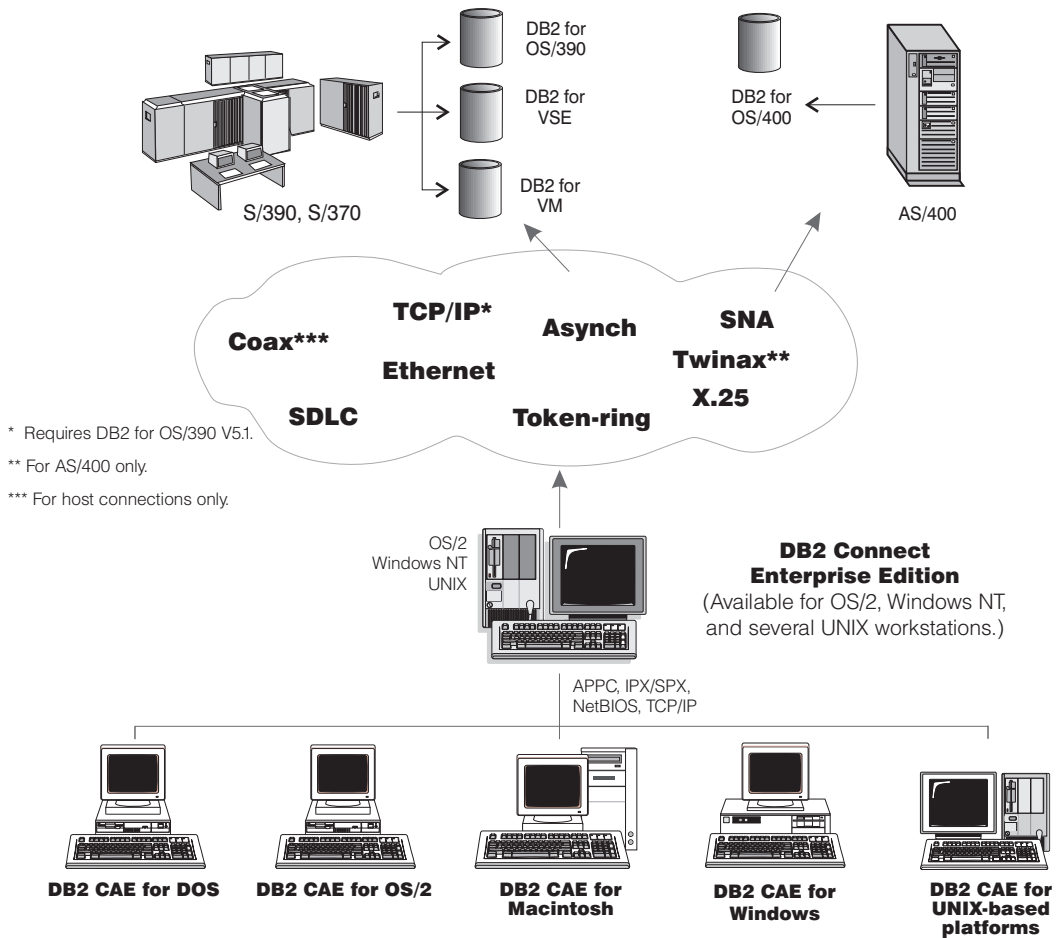 DB2 for
OS/390
DB2 for
VSE
DB2 for
VM
S/390, S/370
DB2 for
OS/400
AS/400
TCP/IP*
Asynch
SNA
Coax***
Twinax**
Ethernet
X.25
SDLC
Token-ring
* Requires DB2 for OS/390 V5.1.
** For AS/400 only.
*** For host connections only.
OS/2
Windows NT
UNIX
DB2 Connect
Enterprise Edition
(Available for OS/2, Windows NT,
and several UNIX workstations.)
APPC, IPX/SPX,
NetBIOS, TCP/IP
DB2 CAE for DOS
DB2 CAE for OS/2
DB2 CAE for
Macintosh
DB2 CAE for
Windows
DB2 CAE for
UNIX-based
platforms